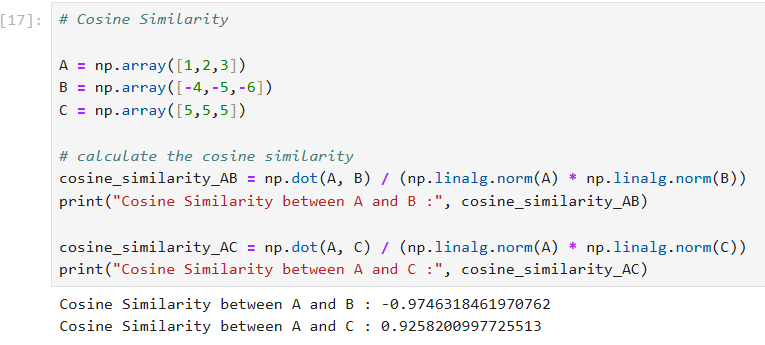 [17]:
# Cosine Similarity
A = np.array([1,2,3])
B = np.array([-4,-5,-6])
C = np.array([5,5,5])
# calculate the cosine similarity
cosine_similarity_AB = np.dot(A, B) / (np.linalg.norm(A) * np.linalg.norm(B))
print("Cosine Similarity between A and B :", cosine_similarity_AB)
cosine_similarity_AC = np.dot(A, C) / (np.linalg.norm(A) * np.linalg.norm(C))
print("Cosine Similarity between A and C :", cosine_similarity_AC)
Cosine Similarity between A and B : -0.9746318461970762
Cosine Similarity between A and C : 0.9258200997725513